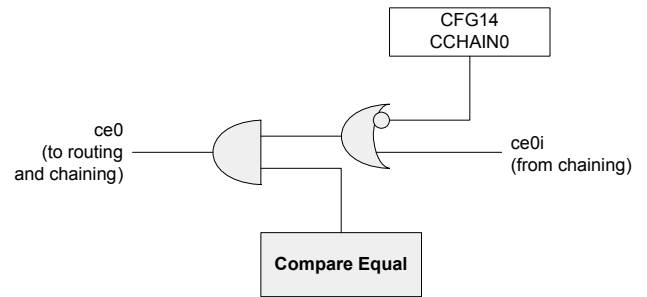 CFG14
CCHAIN0
ce0
(to routing
and chaining)
ce0i
(from chaining)
Compare Equal